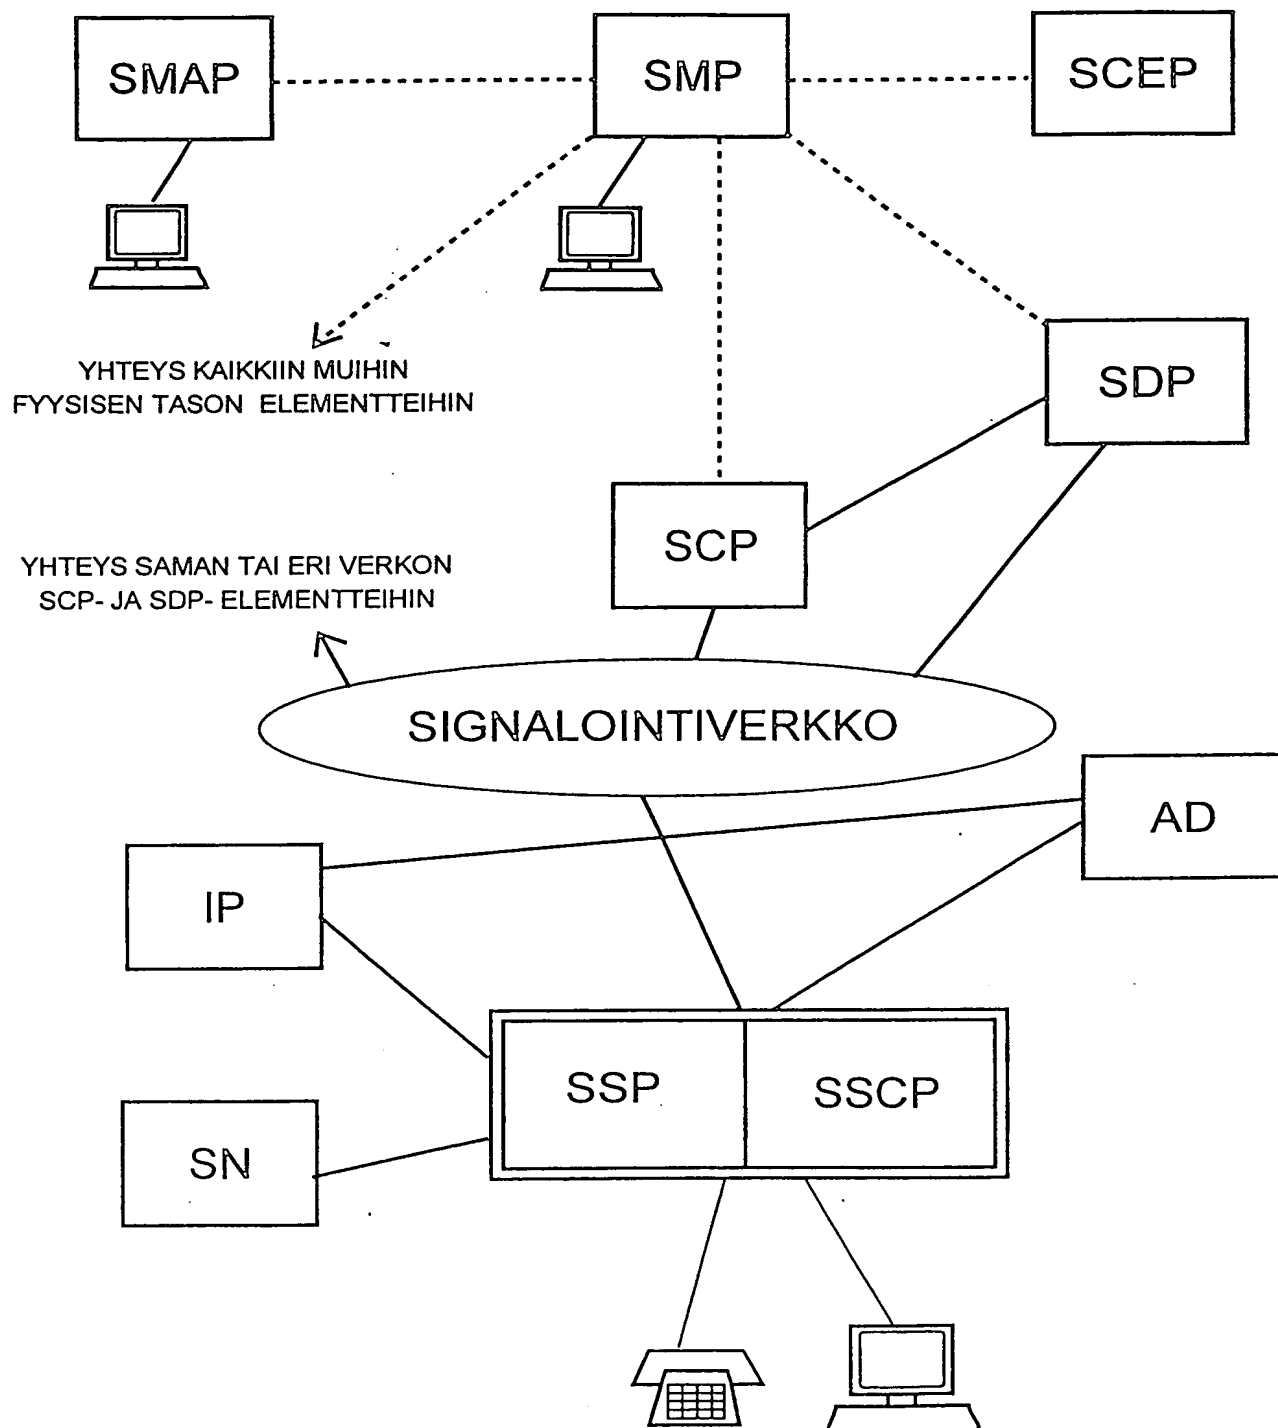 SMAP
SMP
SCEP
YHTEYS KAIKKIIN MUIHIN
FYYSISEN TASON ELEMENTTEIHIN
SDP
SCP
YHTEYS SAMAN TAI ERI VERKON
SCP- JA SDP- ELEMENTTEIHIN
SIGNALOINTIVERKKO
AD
IP
SSP
SSCP
SN